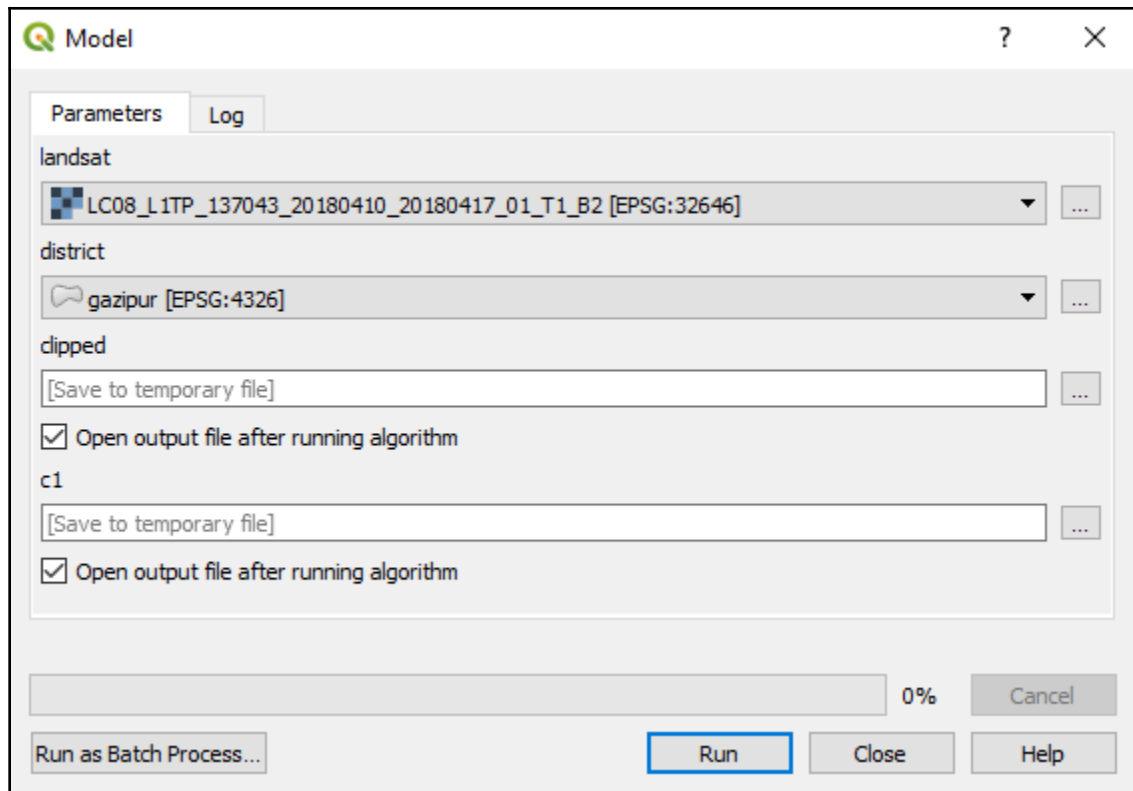 Model ? X
Parameters Log
landsat
LC08_L1TP_137043_20180410_20180417_01_T1_B2 [EPSG:32646] ...
district
gazipur [EPSG:4326] ...
clipped
[Save to temporary file] ...
Open output file after running algorithm
c1
[Save to temporary file] ...
Open output file after running algorithm
0% Cancel
Run as Batch Process... Run Close Help